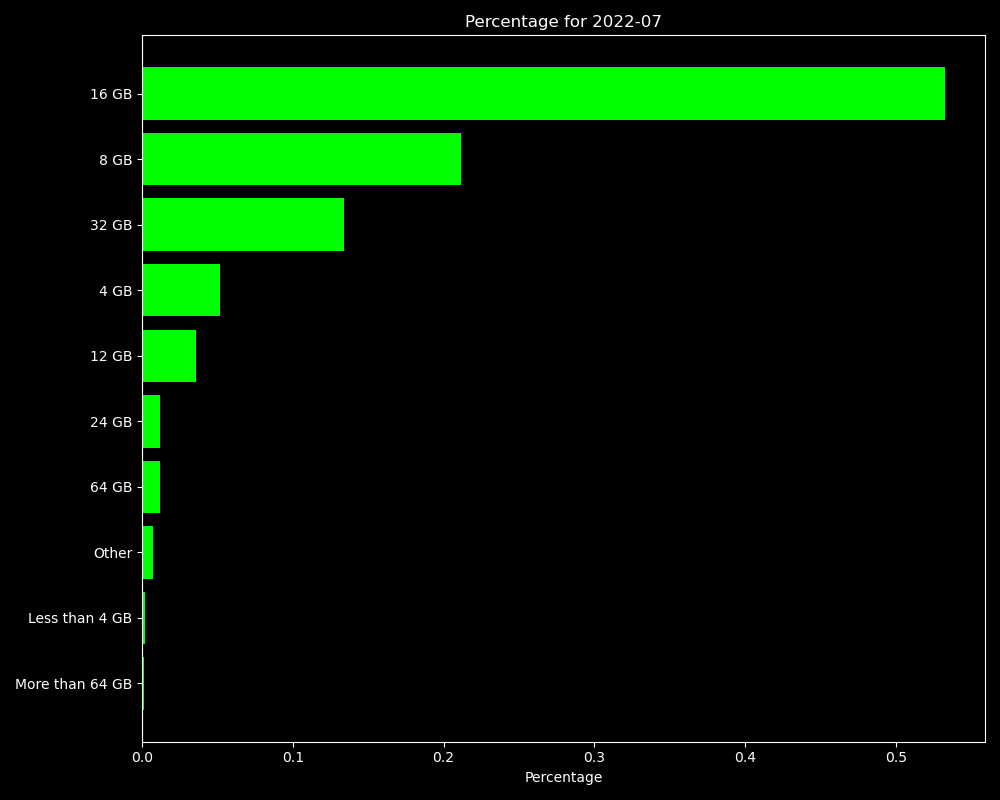 Percentage for 2022-07
16 GB
8 GB
32 GB
4 GB
12 GB
24 GB
64 GB
Other
Less than 4 GB
More than 64 GB
0.0 0.1 0.2 0.3 0.4 0.5
Percentage